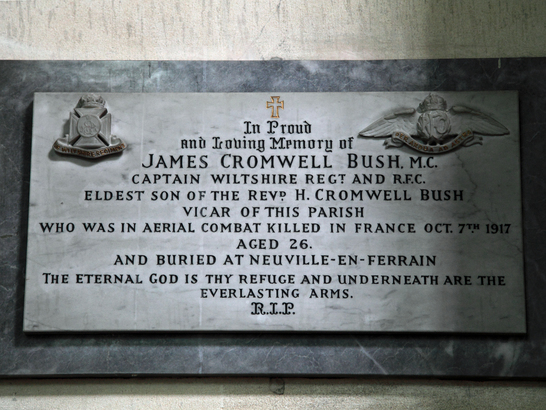 In Proud
and Loving Memory of
JAMES CROMWELL BUSH, M.C.
CAPTAIN WILTSHIRE REGT AND R.F.C.
ELDEST SON OF THE REVD H. CROMWELL BUSH
VICAR OF THIS PARISH
WHO WAS IN AERIAL COMBAT KILLED IN FRANCE OCT. 7TH 1917
AGED 26.
AND BURIED AT NEUVILLE-EN-FERRAIN
THE ETERNAL GOD IS THY REFUGE AND UNDERNEATH ARE THE
EVERLASTING ARMS.
R.I.P.